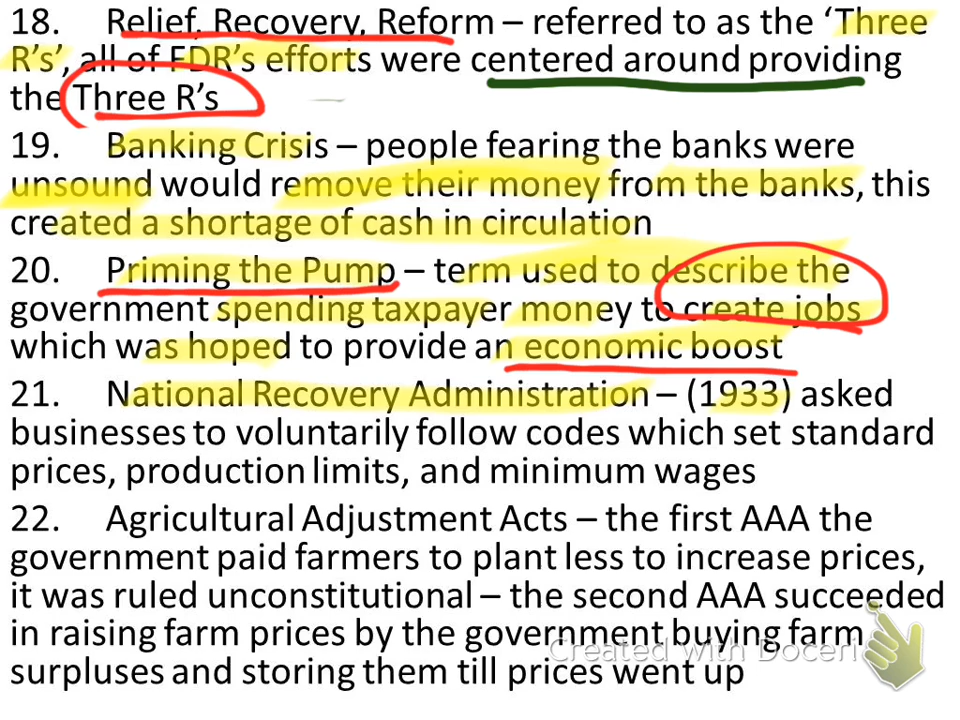 18. Relief, Recovery, Reform – referred to as the ‘Three
R’s’, all of FDR’s efforts were centered around providing
the Three R’s
19. Banking Crisis – people fearing the banks were
unsound would remove their money from the banks, this
created a shortage of cash in circulation
20. Priming the Pump – term used to describe the
government spending taxpayer money to create jobs
which was hoped to provide an economic boost
21. National Recovery Administration – (1933) asked
businesses to voluntarily follow codes which set standard
prices, production limits, and minimum wages
22. Agricultural Adjustment Acts – the first AAA the
government paid farmers to plant less to increase prices,
it was ruled unconstitutional – the second AAA succeeded
in raising farm prices by the government buying farm
surpluses and storing them till prices went up
Created with Doceri